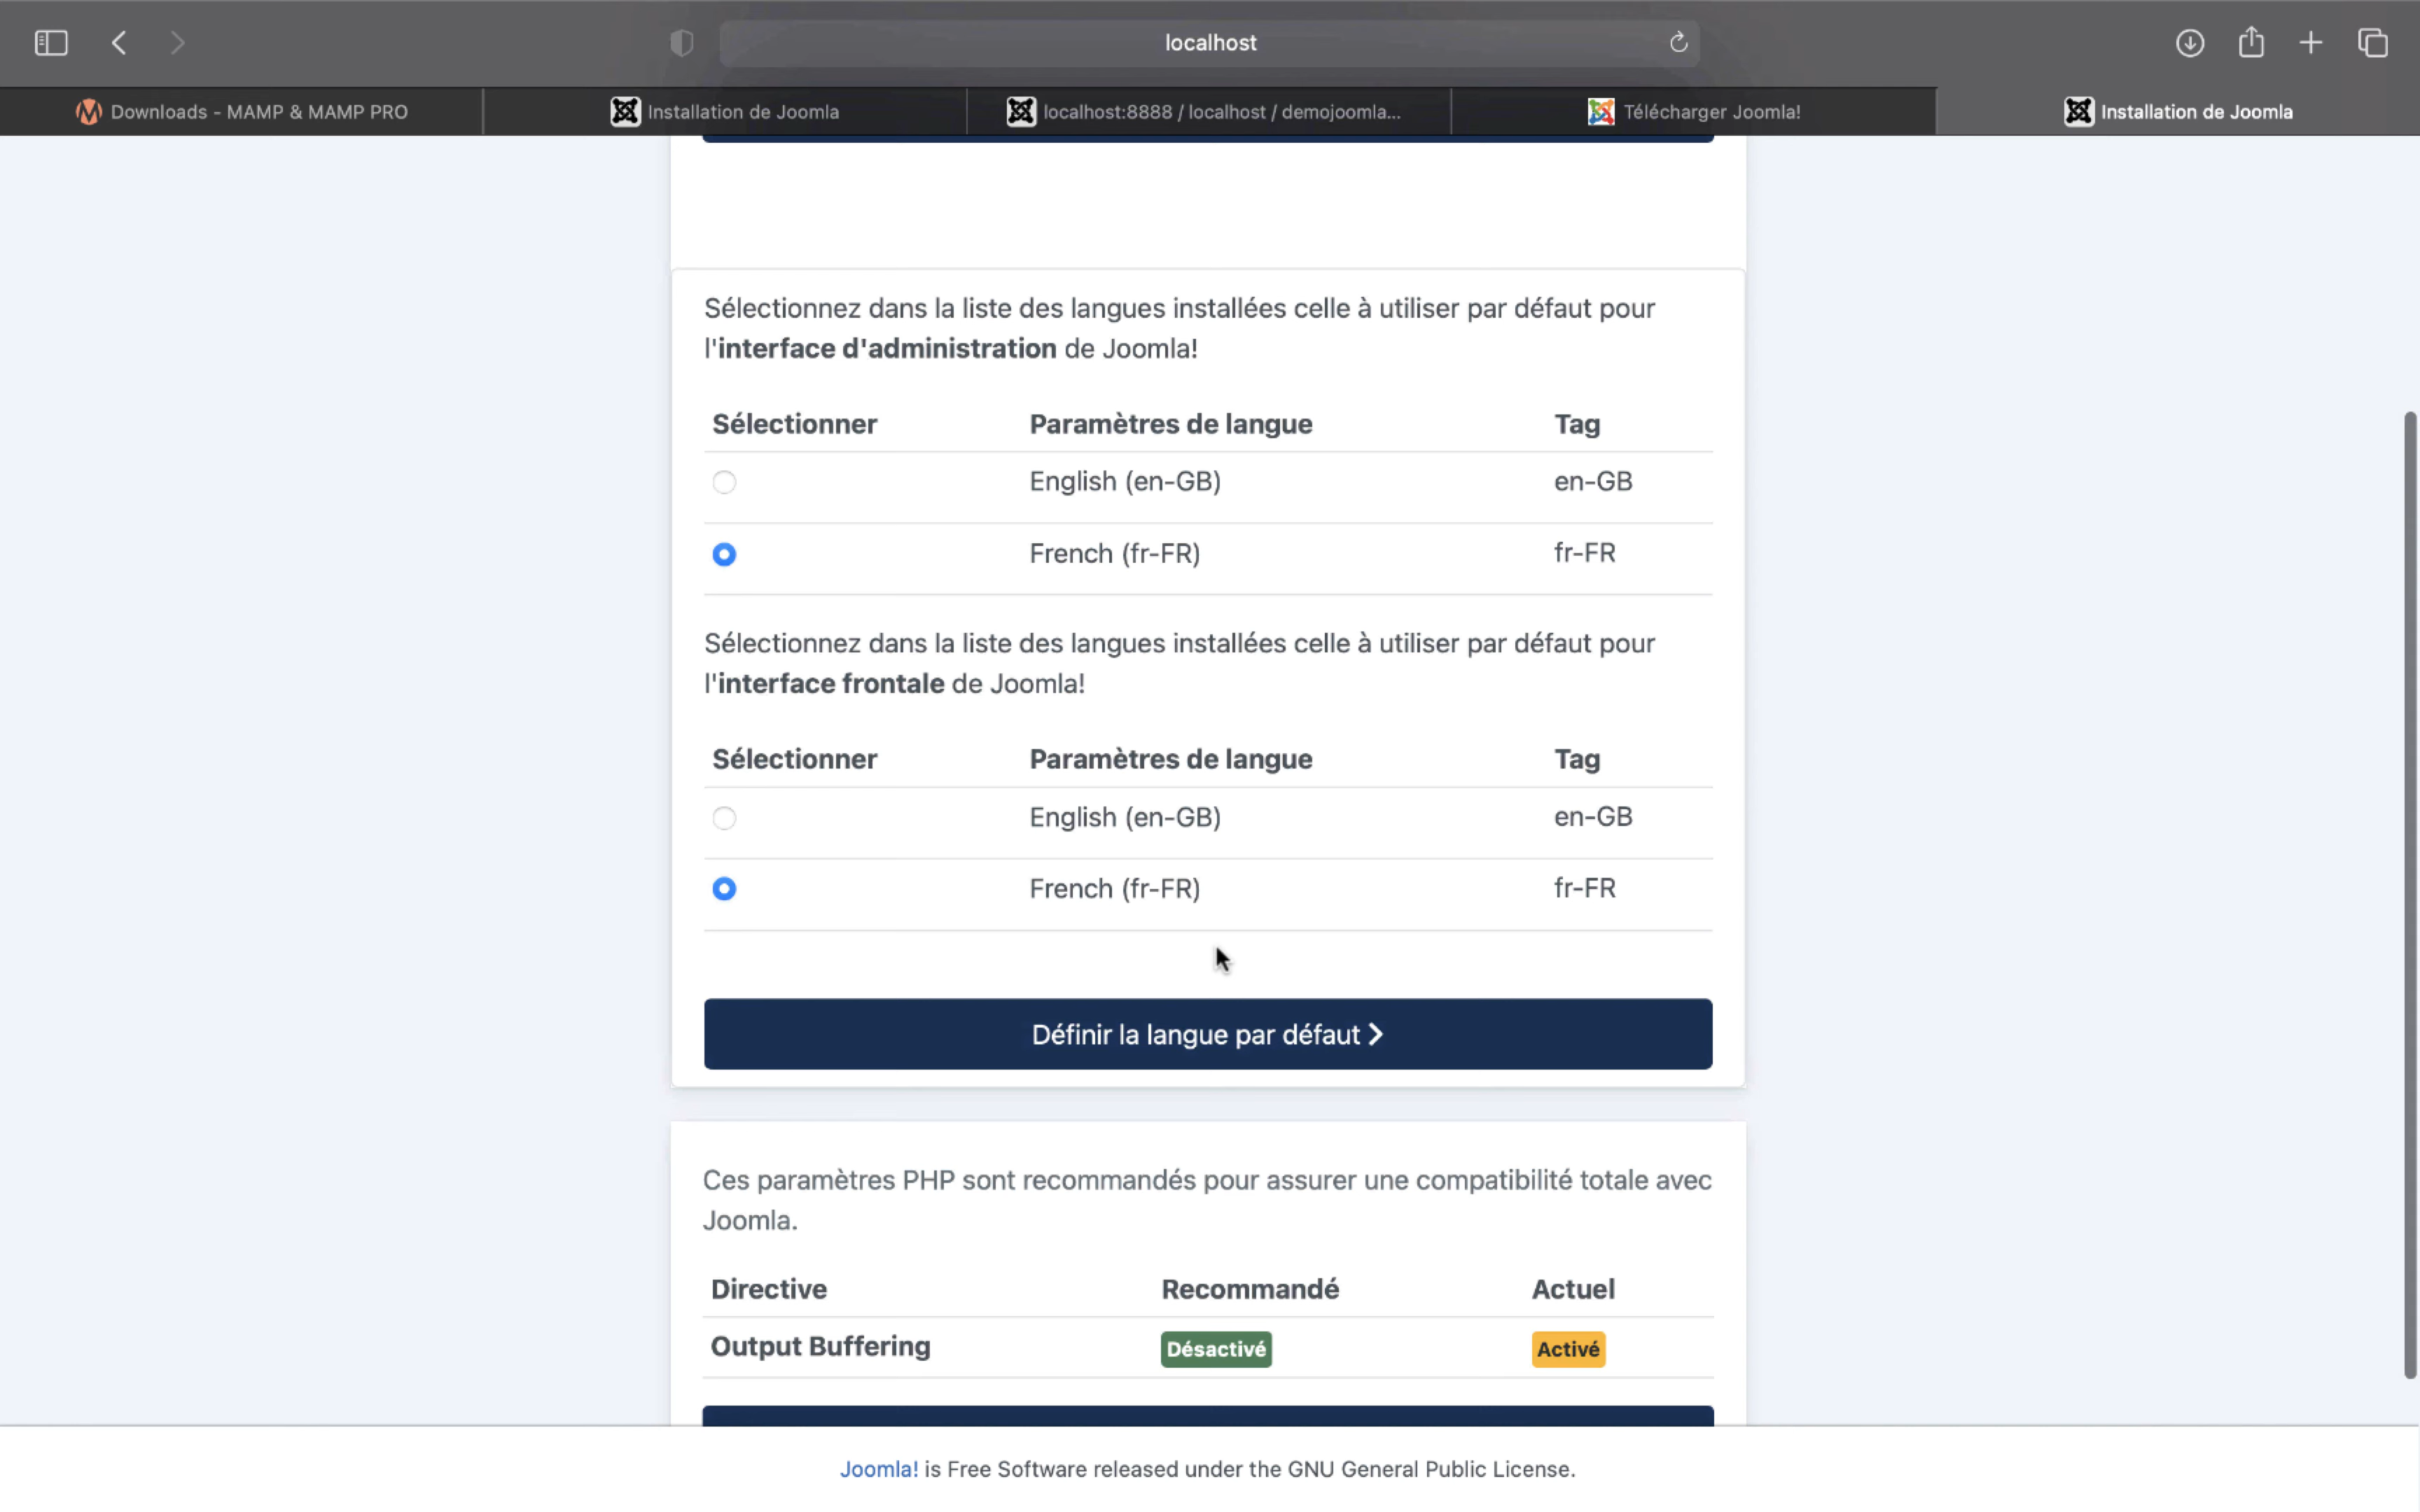 localhost
Downloads - MAMP & MAMP PRO
Installation de Joomla
localhost:8888 / localhost / demojoomla...
Télécharger Joomla!
Installation de Joomla
Sélectionnez dans la liste des langues installées celle à utiliser par défaut pour
l'interface d'administration de Joomla!
Sélectionner Paramètres de langue Tag
English (en-GB) en-GB
French (fr-FR) fr-FR
Sélectionnez dans la liste des langues installées celle à utiliser par défaut pour
l'interface frontale de Joomla!
Sélectionner Paramètres de langue Tag
English (en-GB) en-GB
French (fr-FR) fr-FR
Définir la langue par défaut
Ces paramètres PHP sont recommandés pour assurer une compatibilité totale avec
Joomla.
Directive Recommandé Actuel
Output Buffering Désactivé Activé
Joomla! is Free Software released under the GNU General Public License.